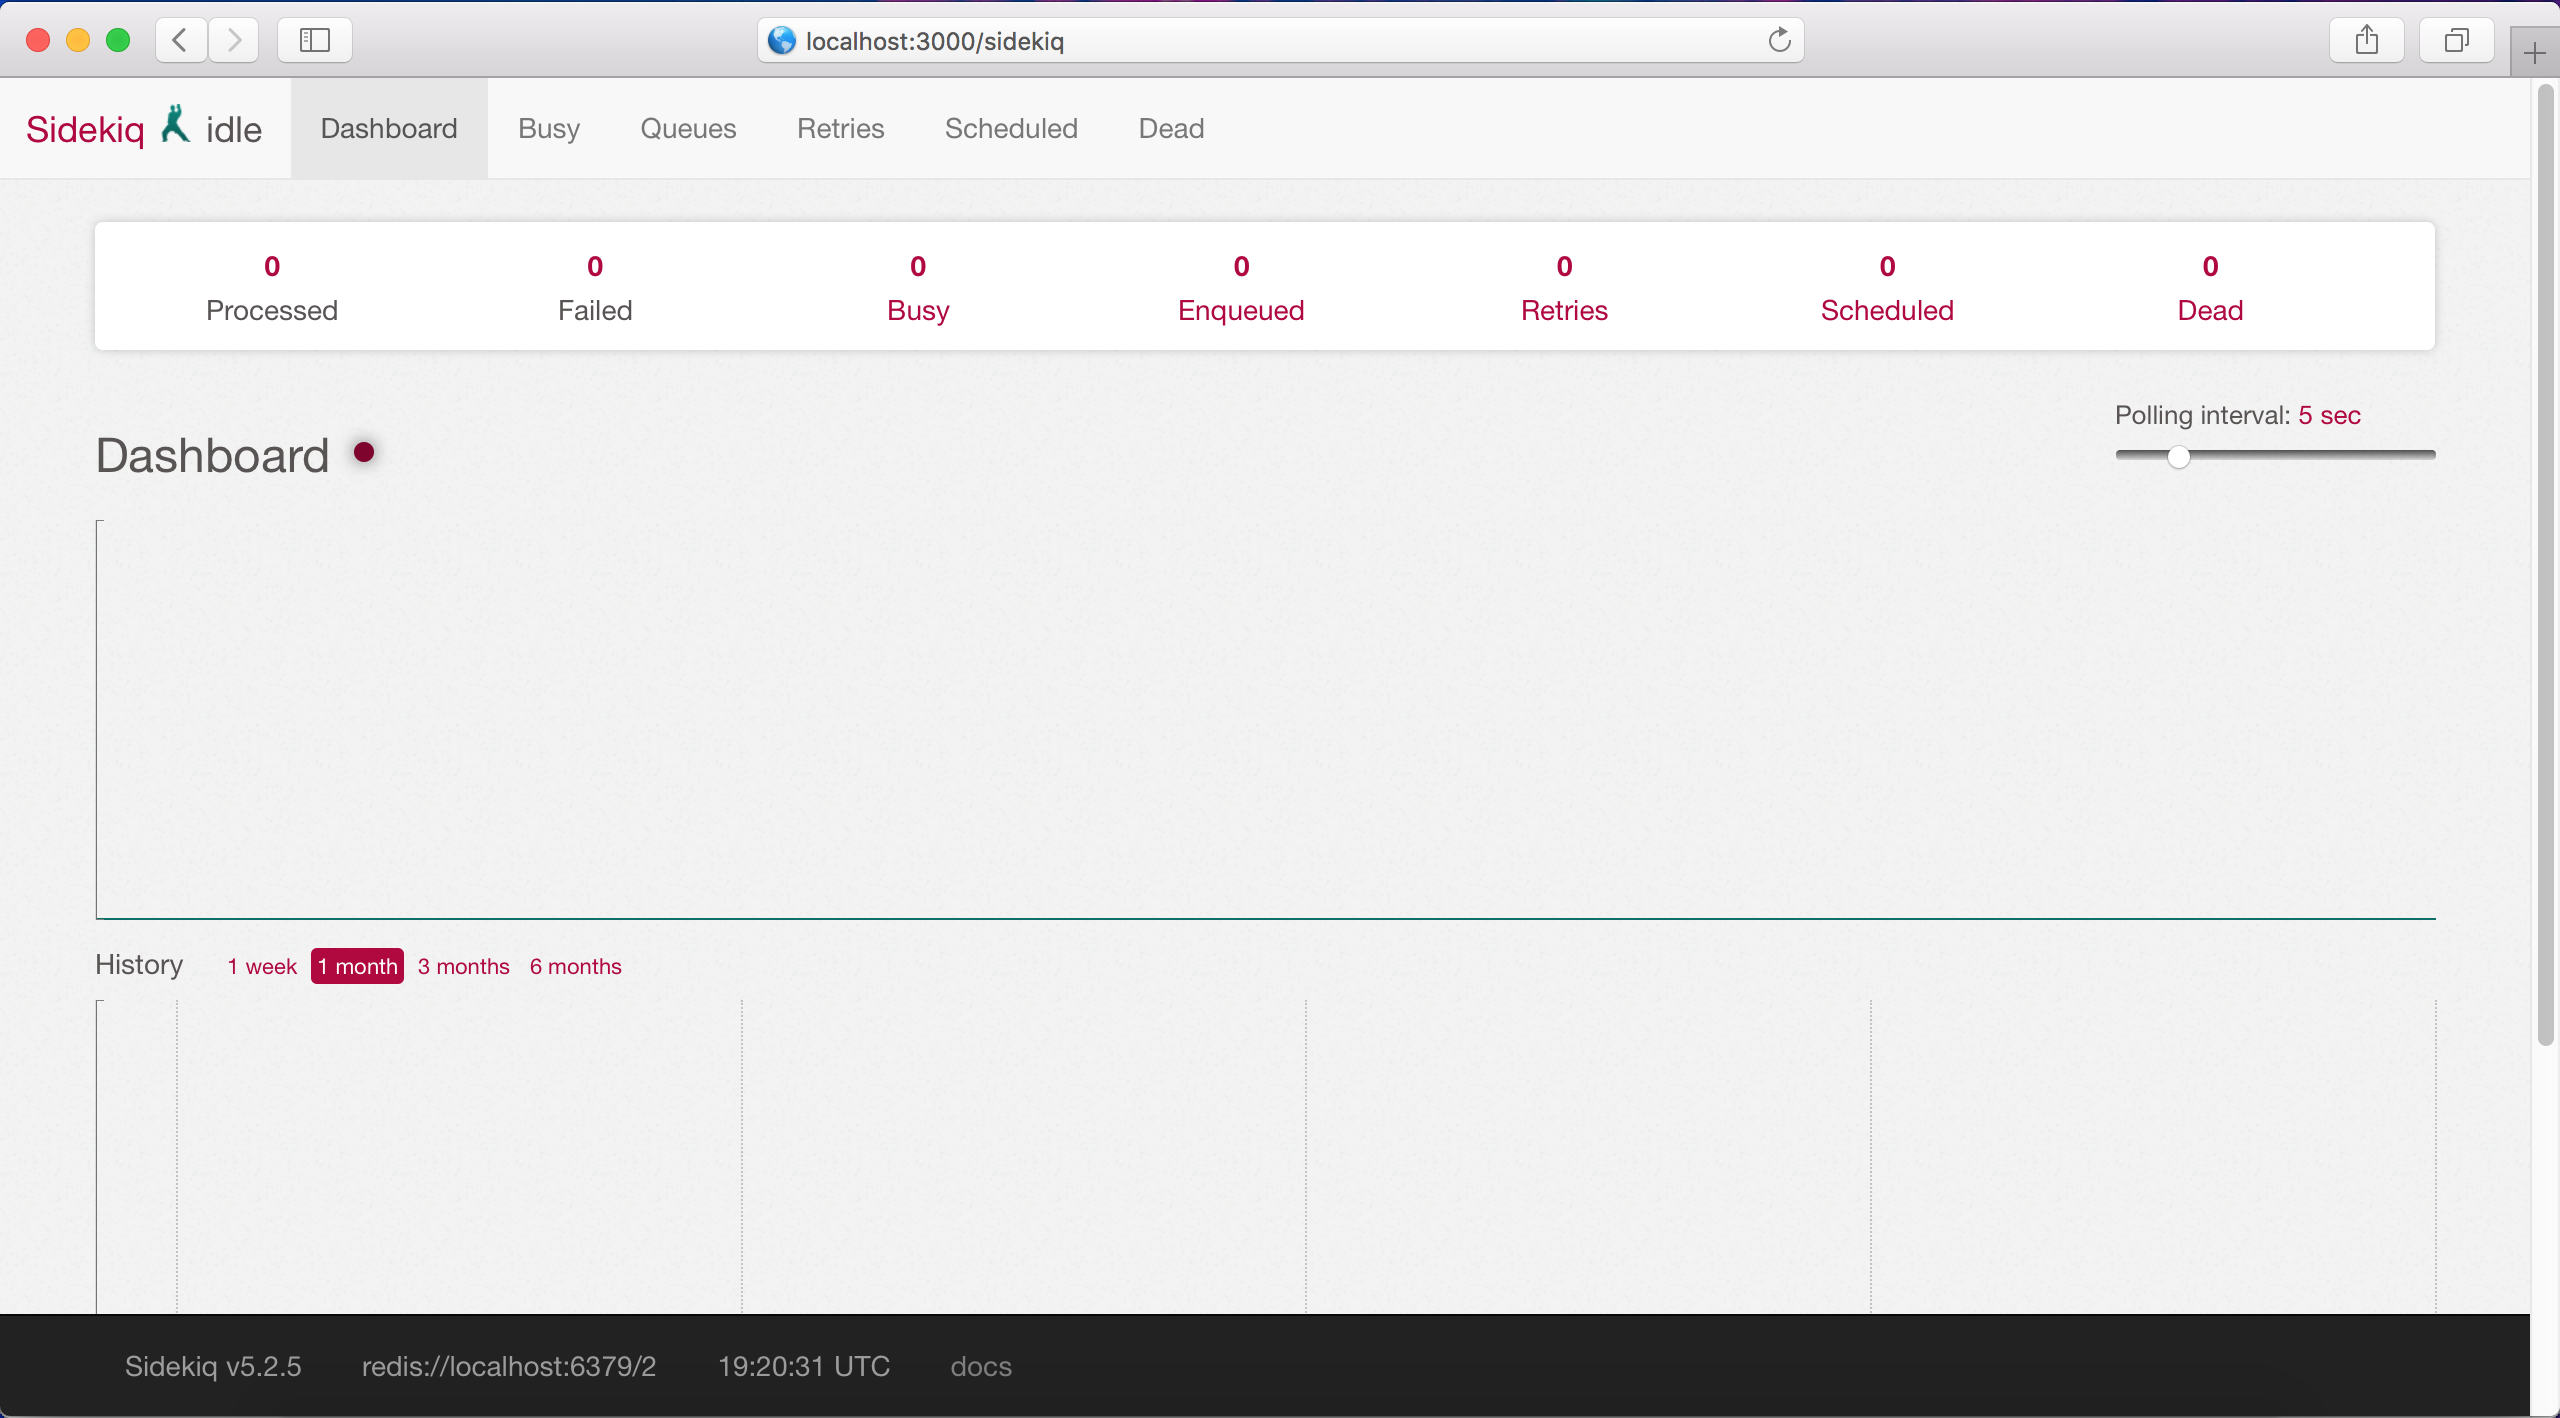 localhost:3000/sidekiq
Sidekiq idle Dashboard Busy Queues Retries Scheduled Dead
0 0 0 0 0 0 0
Processed Failed Busy Enqueued Retries Scheduled Dead
Polling interval: 5 sec
Dashboard
History 1 week 1 month 3 months 6 months
Sidekiq v5.2.5 redis://localhost:6379/2 19:20:31 UTC docs